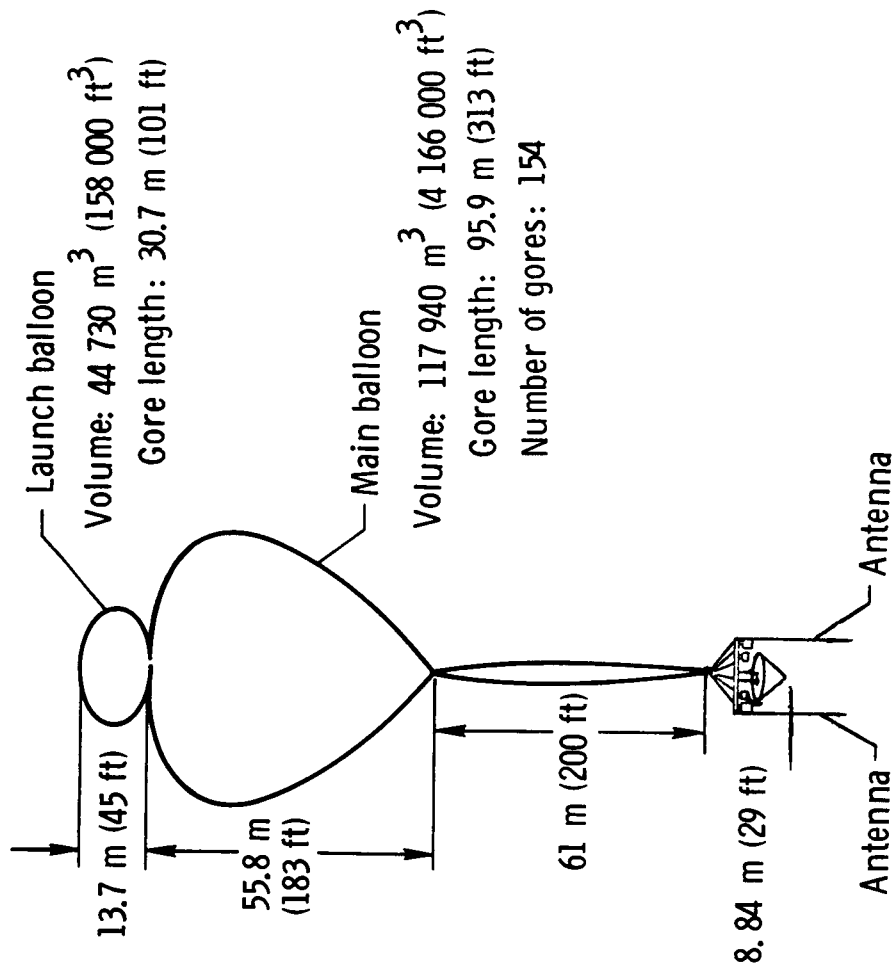 Launch balloon
Volume: 44 730 m³ (158 000 ft³)
Gore length: 30.7 m (101 ft)
13.7 m (45 ft)
55.8 m
(183 ft)
Main balloon
Volume: 117 940 m³ (4 166 000 ft³)
Gore length: 95.9 m (313 ft)
Number of gores: 154
61 m (200 ft)
8.84 m (29 ft)
Antenna
Antenna